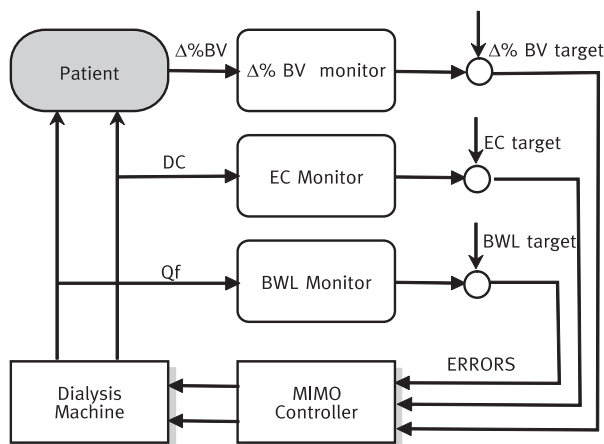 Δ%BV
Δ% BV monitor
Δ% BV target
Patient
DC
EC Monitor
EC target
Qf
BWL Monitor
BWL target
ERRORS
Dialysis
Machine
MIMO
Controller